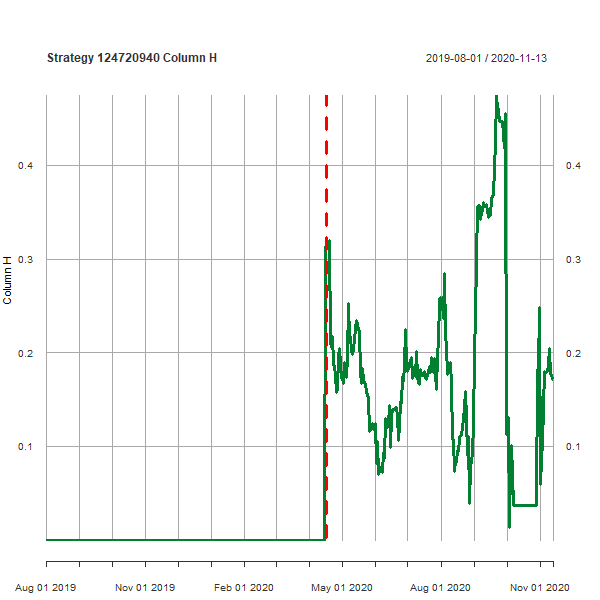 Strategy 124720940 Column H
2019-08-01 / 2020-11-13
0.4
0.4
0.3
0.3
Column H
0.2
0.2
0.1
0.1
Aug 01 2019
Nov 01 2019
Feb 01 2020
May 01 2020
Aug 01 2020
Nov 01 2020